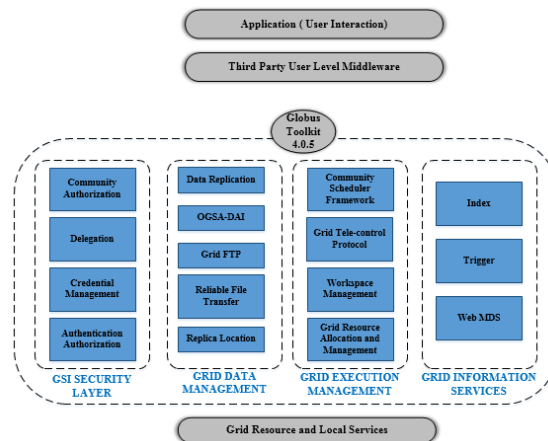 Application ( User Interaction)
Third Party User Level Middleware
Globus
Toolkit
4.0.5
Community
Authorization
Delegation
Credential
Management
Authentication
Authorization
GSI SECURITY
LAYER
Data Replication
OGSA-DAI
Grid FTP
Reliable File
Transfer
Replica Location
GRID DATA
MANAGEMENT
Community
Scheduler
Framework
Grid Tele-control
Protocol
Workspace
Management
Grid Resource
Allocation and
Management
GRID EXECUTION
MANAGEMENT
Index
Trigger
Web MDS
GRID INFORMATION
SERVICES
Grid Resource and Local Services